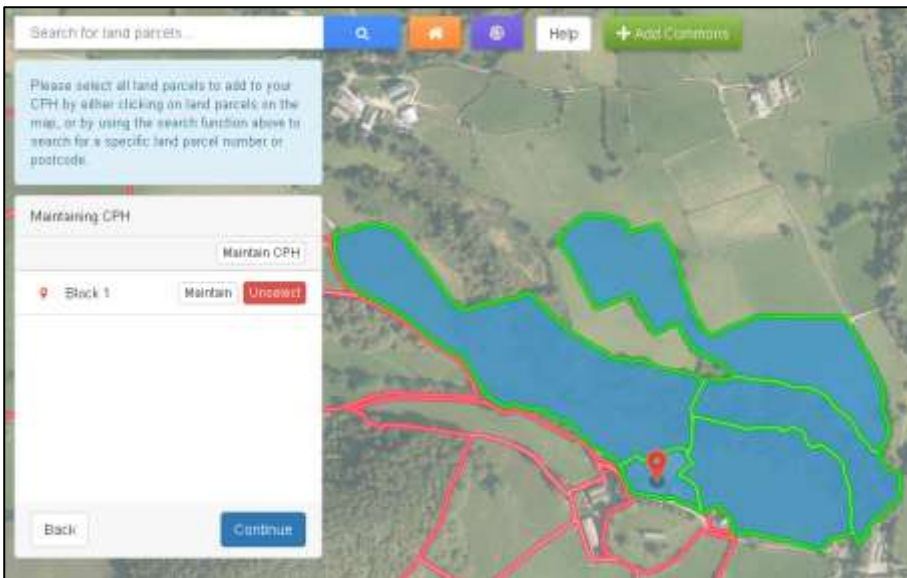 Search for land parcels...
Help
Add Commons
Please select all land parcels to add to your
CPH by either clicking on land parcels on the
map, or by using the search function above to
search for a specific land parcel number or
postcode.
Maintaining CPH
Maintain CPH
Block 1
Maintain
Unselect
Back
Continue